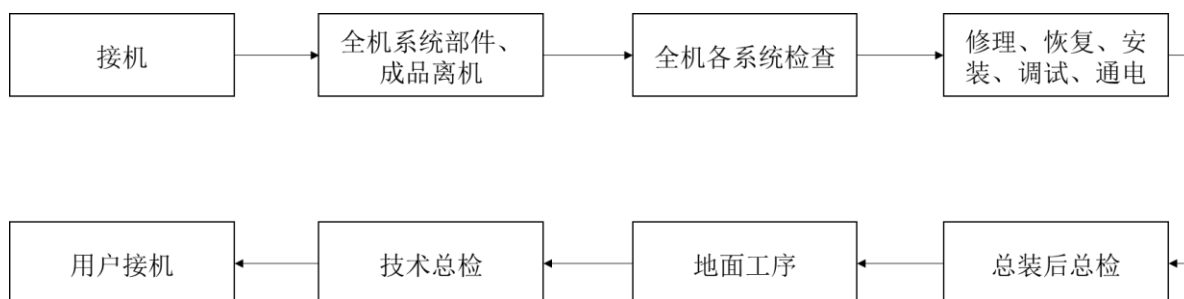 接机
全机系统部件、
成品离机
全机各系统检查
修理、恢复、安
装、调试、通电
用户接机
技术总检
地面工序
总装后总检